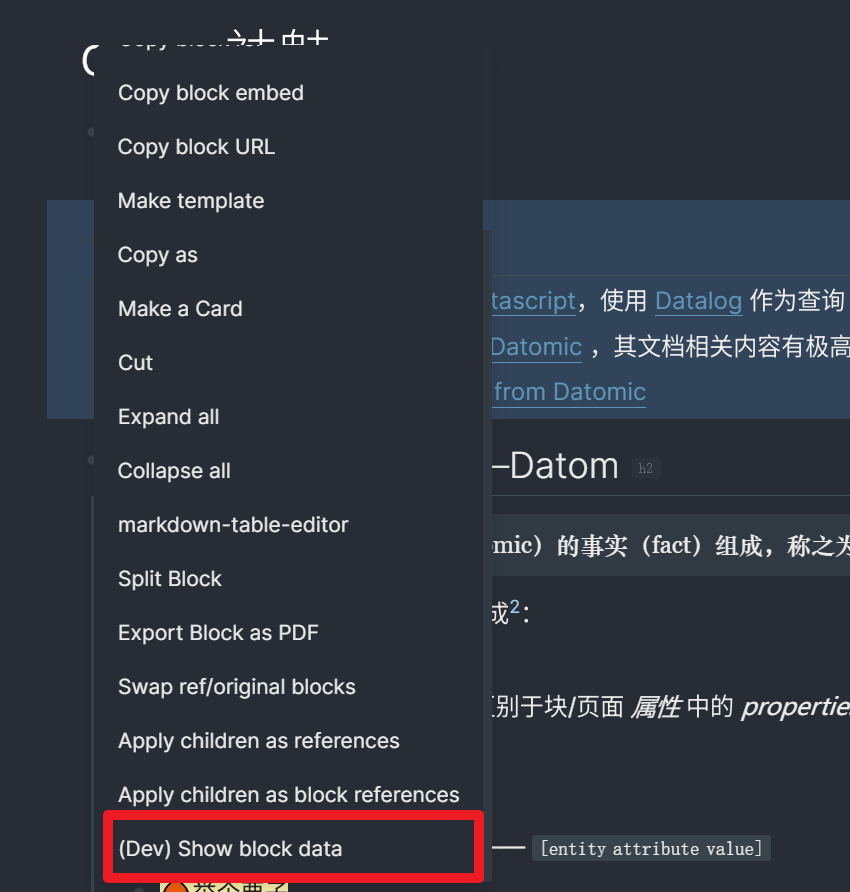 Copy block embed
Copy block URL
Make template
Copy as
Make a Card
Cut
Expand all
Collapse all
markdown-table-editor
Split Block
Export Block as PDF
Swap ref/original blocks
Apply children as references
Apply children as block references
(Dev) Show block data
tascript，使用 Datalog 作为查询
Datomic ，其文档相关内容有极高
from Datomic
—Datom h2
omic）的事实（fact）组成，称之为
成2：
区别于块/页面 属性 中的 propertie
—— [entity attribute value]